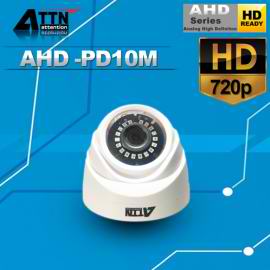 ATTN
attention
AHD
Series
Analog High Definition
HD
READY
HD
720p
AHD -PD10M
ATTN